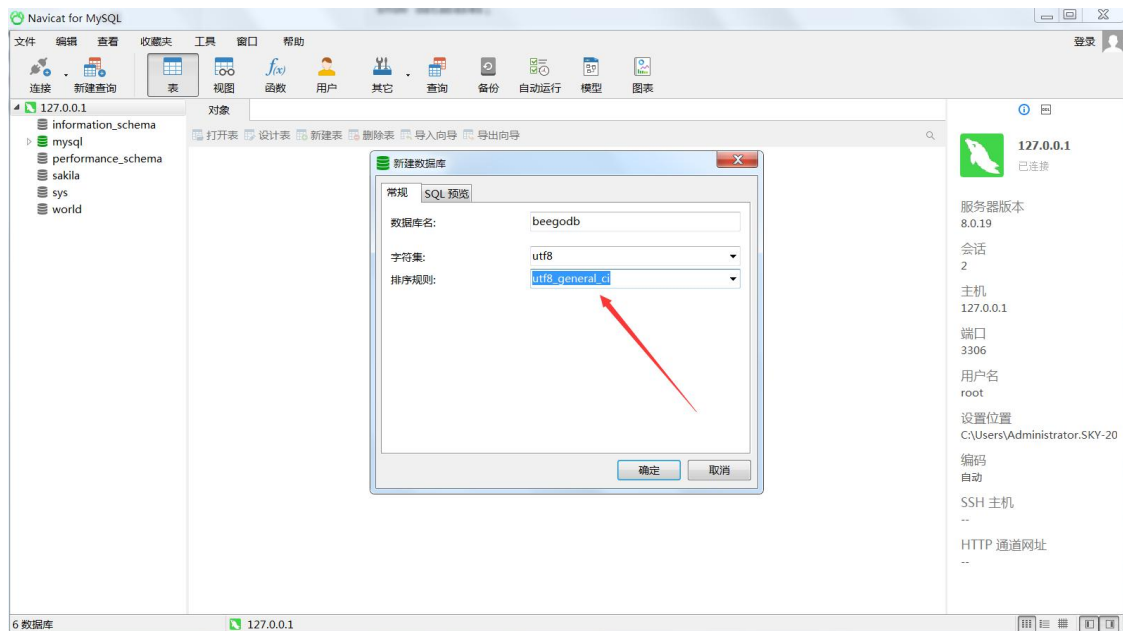 Navicat for MySQL
文件 编辑 查看 收藏夹 工具 窗口 帮助 登录
连接 新建查询 表 视图 函数 用户 其它 查询 备份 自动运行 模型 图表
127.0.0.1
information_schema
mysql
performance_schema
sakila
sys
world
对象
打开表 设计表 新建表 删除表 导入向导 导出向导
新建数据库
常规 SQL 预览
数据库名: beegodb
字符集: utf8
排序规则: utf8_general_ci
确定 取消
127.0.0.1
已连接
服务器版本
8.0.19
会话
2
主机
127.0.0.1
端口
3306
用户名
root
设置位置
C:\Users\Administrator.SKY-20
编码
自动
SSH 主机
--
HTTP 通道网址
--
6 数据库 127.0.0.1